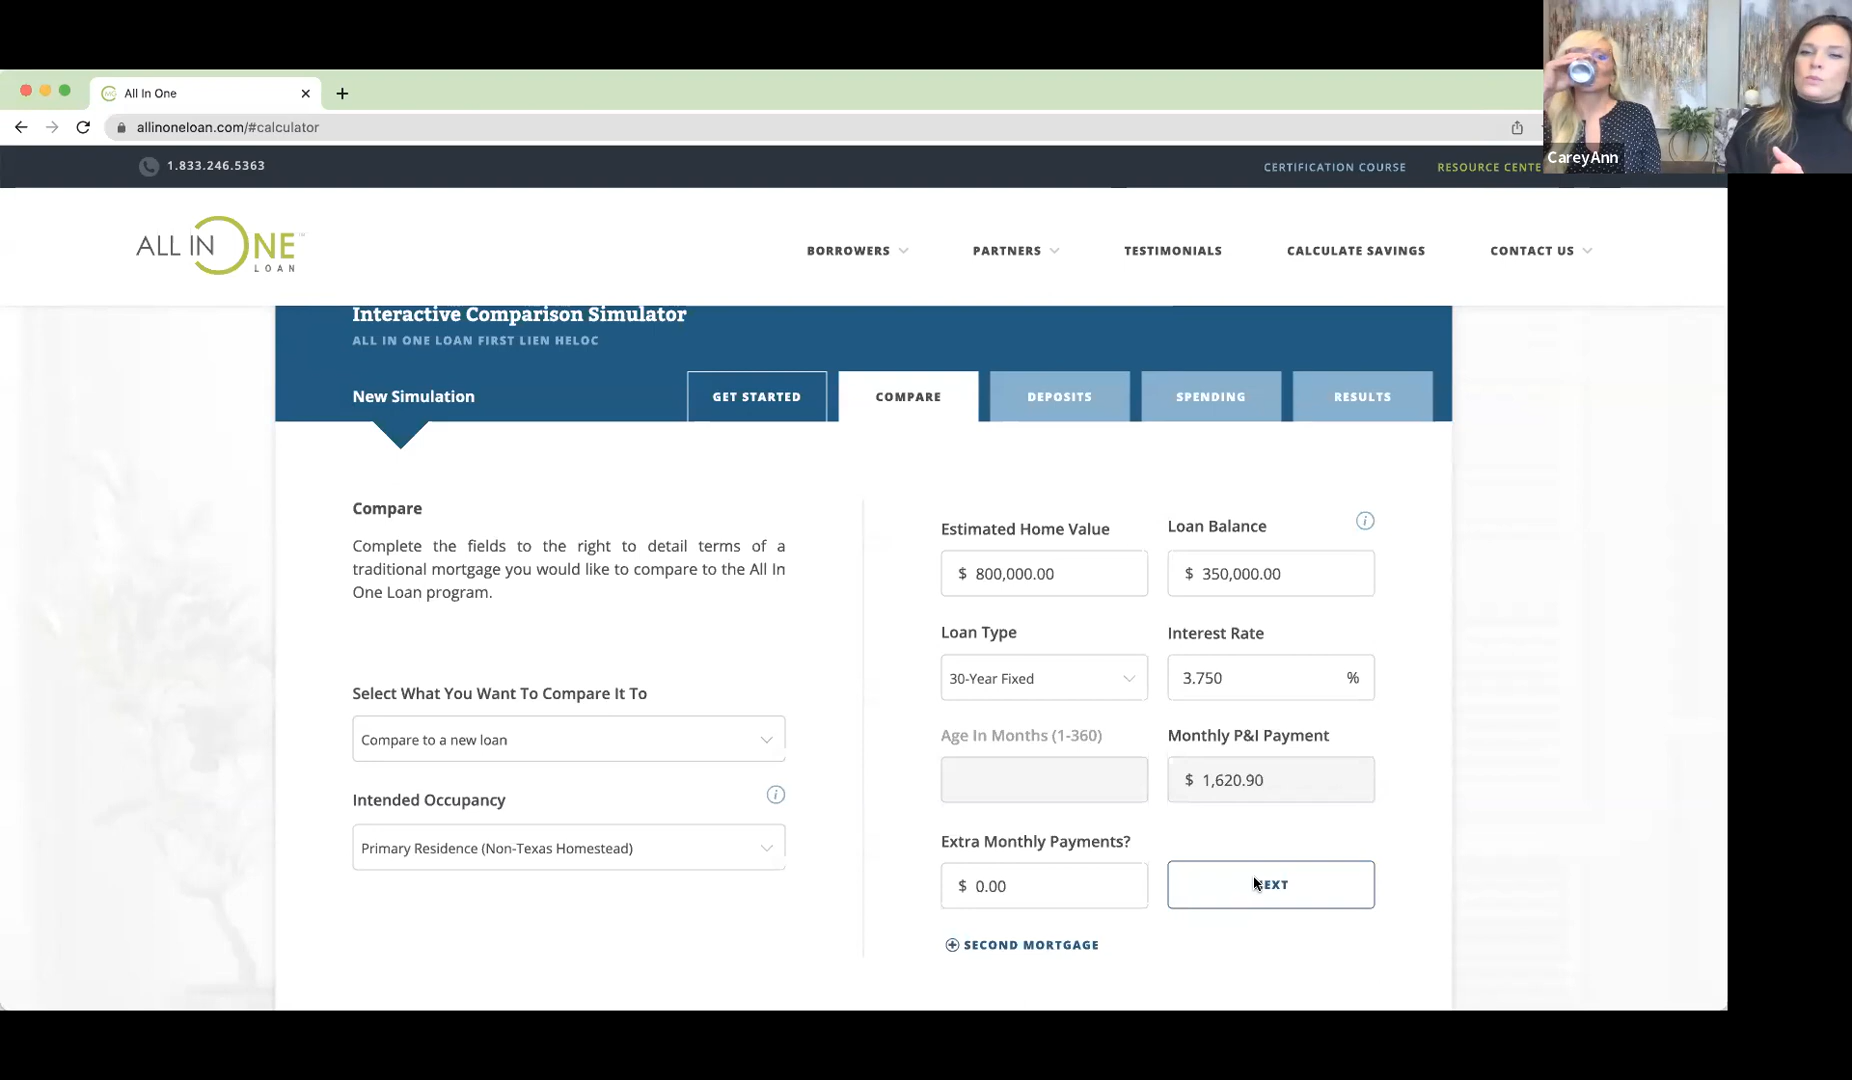 All In One
allinoneloan.com/#calculator
CareyAnn
1.833.246.5363
CERTIFICATION COURSE
RESOURCE CENTE
ALL IN ONE
LOAN
BORROWERS
PARTNERS
TESTIMONIALS
CALCULATE SAVINGS
CONTACT US
Interactive Comparison Simulator
ALL IN ONE LOAN FIRST LIEN HELOC
New Simulation
GET STARTED
COMPARE
DEPOSITS
SPENDING
RESULTS
Compare
Complete the fields to the right to detail terms of a
traditional mortgage you would like to compare to the All In
One Loan program.
Select What You Want To Compare It To
Compare to a new loan
Intended Occupancy
Primary Residence (Non-Texas Homestead)
Estimated Home Value
$ 800,000.00
Loan Balance
$ 350,000.00
Loan Type
30-Year Fixed
Interest Rate
3.750 %
Age In Months (1-360)
Monthly P&I Payment
$ 1,620.90
Extra Monthly Payments?
$ 0.00
EXT
SECOND MORTGAGE